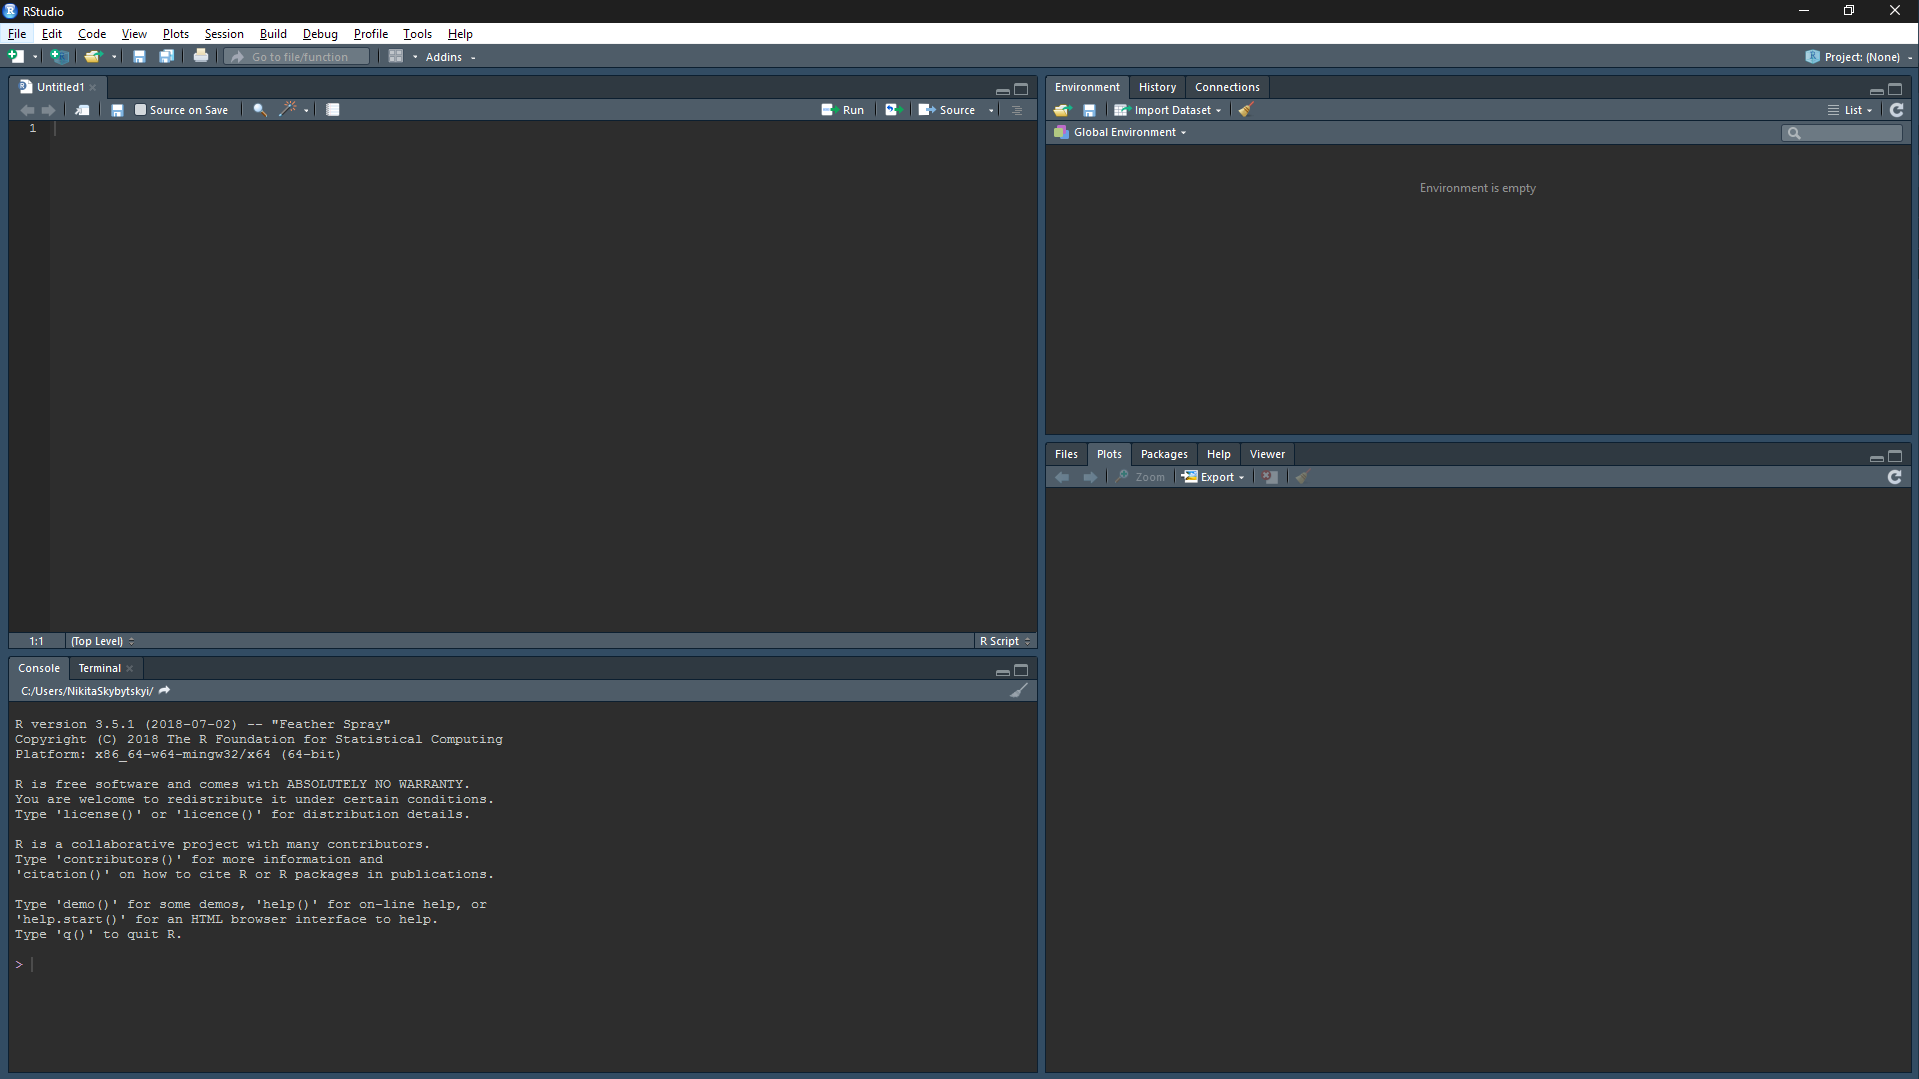 RStudio
File Edit Code View Plots Session Build Debug Profile Tools Help
Go to file/function Addins Project: (None)
Untitled1
Source on Save Run Source
1
1:1 (Top Level) R Script
Console Terminal
C:/Users/NikitaSkybytskyi/
R version 3.5.1 (2018-07-02) -- "Feather Spray"
Copyright (C) 2018 The R Foundation for Statistical Computing
Platform: x86_64-w64-mingw32/x64 (64-bit)
R is free software and comes with ABSOLUTELY NO WARRANTY.
You are welcome to redistribute it under certain conditions.
Type 'license()' or 'licence()' for distribution details.
R is a collaborative project with many contributors.
Type 'contributors()' for more information and
'citation()' on how to cite R or R packages in publications.
Type 'demo()' for some demos, 'help()' for on-line help, or
'help.start()' for an HTML browser interface to help.
Type 'q()' to quit R.
>
Environment History Connections
Import Dataset List
Global Environment
Environment is empty
Files Plots Packages Help Viewer
Zoom Export